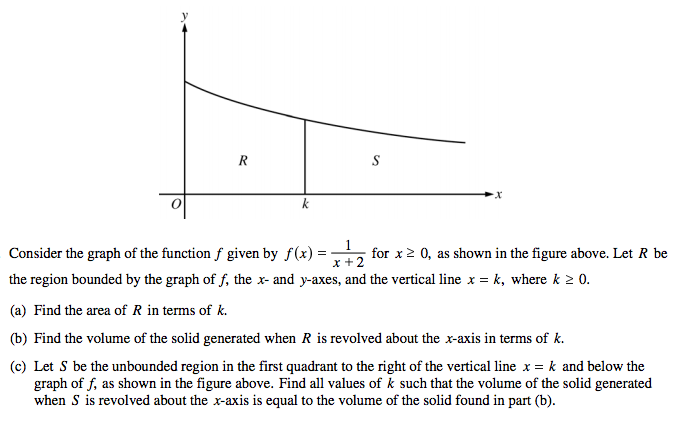 y
R
S
x
O
k
Consider the graph of the function f given by f(x) = 1/(x + 2) for x ≥ 0, as shown in the figure above. Let R be
the region bounded by the graph of f, the x- and y-axes, and the vertical line x = k, where k ≥ 0.
(a) Find the area of R in terms of k.
(b) Find the volume of the solid generated when R is revolved about the x-axis in terms of k.
(c) Let S be the unbounded region in the first quadrant to the right of the vertical line x = k and below the
graph of f, as shown in the figure above. Find all values of k such that the volume of the solid generated
when S is revolved about the x-axis is equal to the volume of the solid found in part (b).